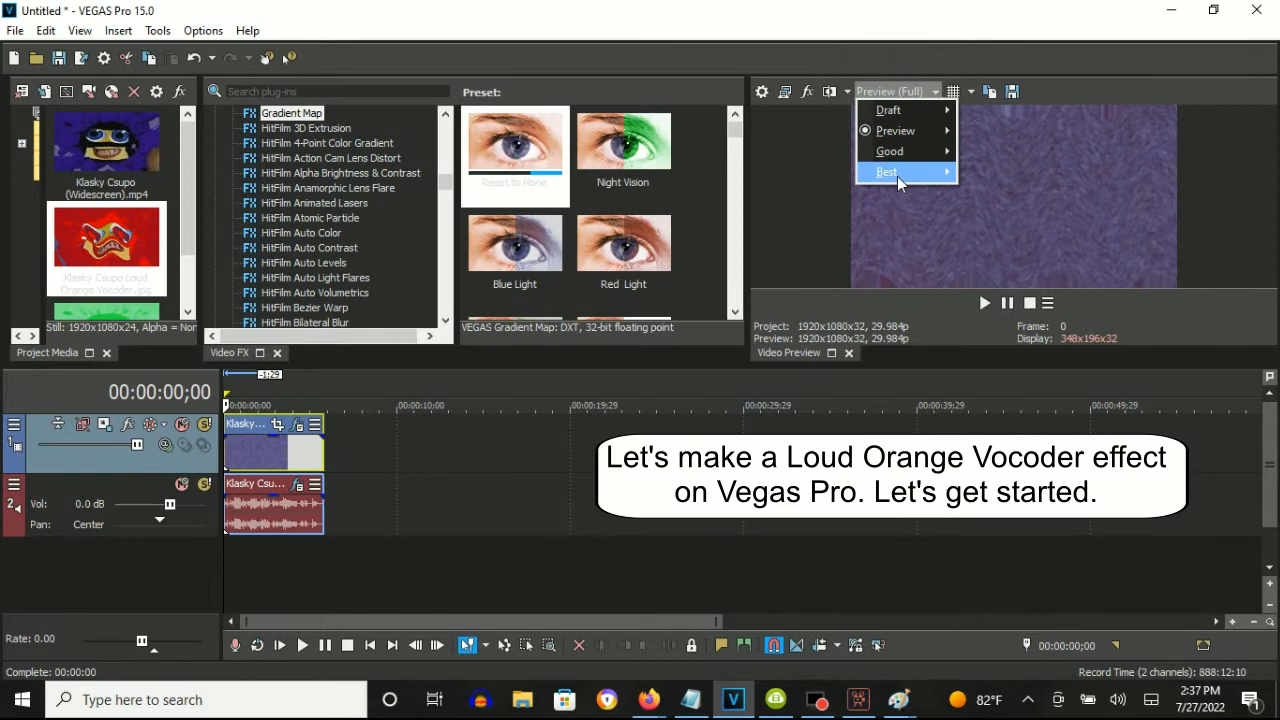 Untitled * - VEGAS Pro 15.0
File Edit View Insert Tools Options Help
Search plug-ins
Preset:
Preview (Full)
Draft
Preview
Good
Best
Klasky Csupo
(Widescreen).mp4
Klasky Csupo Loud
Orange Vocoder.jpg
Still: 1920x1080x24, Alpha = Non
Project Media
Gradient Map
HitFilm 3D Extrusion
HitFilm 4-Point Color Gradient
HitFilm Action Cam Lens Distort
HitFilm Alpha Brightness & Contrast
HitFilm Anamorphic Lens Flare
HitFilm Animated Lasers
HitFilm Atomic Particle
HitFilm Auto Color
HitFilm Auto Contrast
HitFilm Auto Levels
HitFilm Auto Light Flares
HitFilm Auto Volumetrics
HitFilm Bezier Warp
HitFilm Bilateral Blur
Video FX
Reset to None
Night Vision
Blue Light
Red Light
VEGAS Gradient Map: DXT, 32-bit floating point
Project: 1920x1080x32, 29.984p
Preview: 1920x1080x32, 29.984p
Frame: 0
Display: 348x196x32
Video Preview
00:00:00;00
-1:29
00:00:00;00
00:00:10;00
00:00:19;29
00:00:29;29
00:00:39;29
00:00:49;29
1
Klasky...
2
Vol: 0.0 dB
Pan: Center
Klasky Csu...
Let's make a Loud Orange Vocoder effect
on Vegas Pro. Let's get started.
Rate: 0.00
00:00:00;00
Complete: 00:00:00
Record Time (2 channels): 888:12:10
Type here to search
82°F
2:37 PM
7/27/2022
1